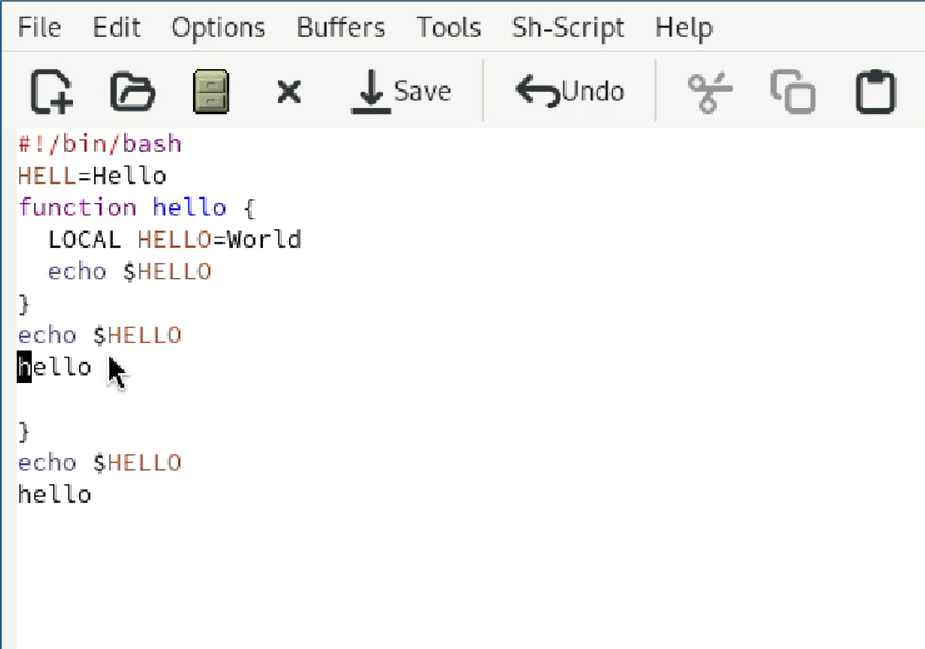 File Edit Options Buffers Tools Sh-Script Help
Save Undo
#!/bin/bash
HELL=Hello
function hello {
  LOCAL HELLO=World
  echo $HELLO
}
echo $HELLO
hello

}
echo $HELLO
hello